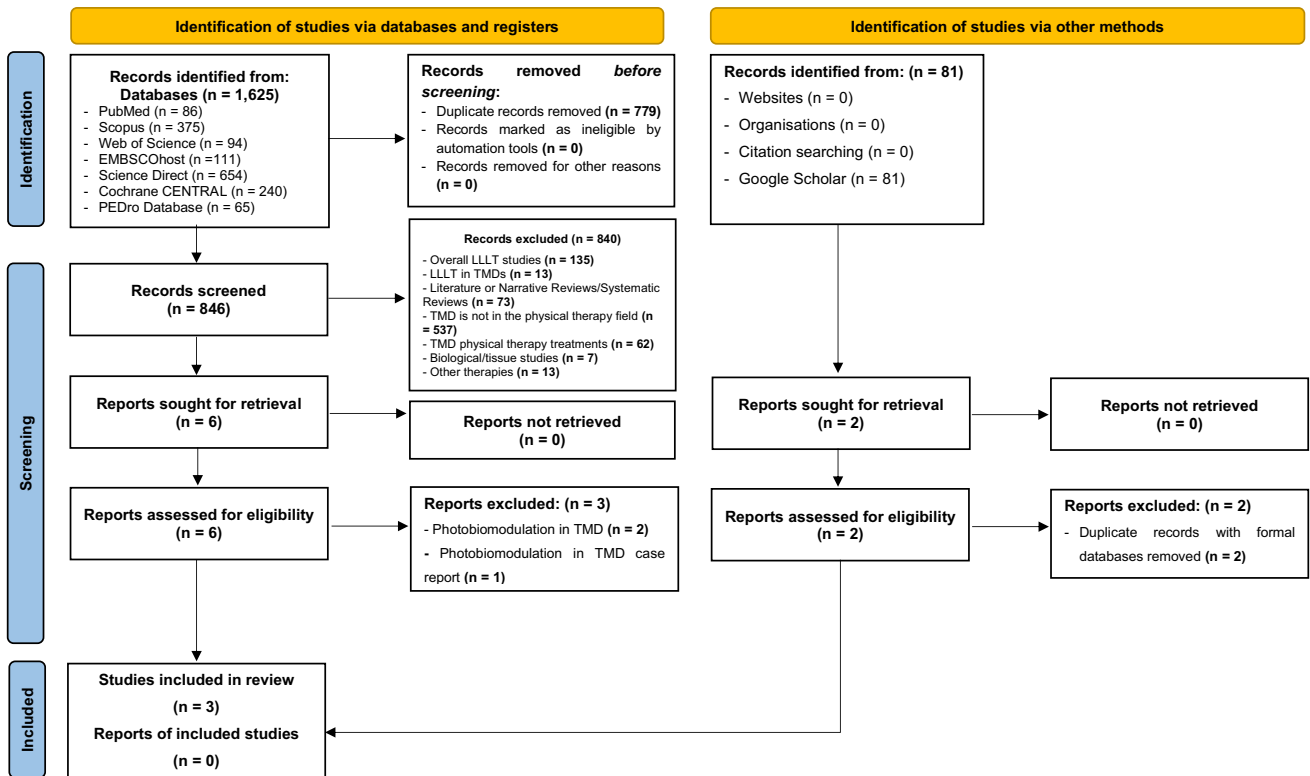 Identification of studies via databases and registers
Identification of studies via other methods
Identification
Records identified from:
Databases (n = 1,625)
- PubMed (n = 86)
- Scopus (n = 375)
- Web of Science (n = 94)
- EMBSCOhost (n =111)
- Science Direct (n = 654)
- Cochrane CENTRAL (n = 240)
- PEDro Database (n = 65)
Records removed before
screening:
- Duplicate records removed (n = 779)
- Records marked as ineligible by
automation tools (n = 0)
- Records removed for other reasons
(n = 0)
Records identified from: (n = 81)
- Websites (n = 0)
- Organisations (n = 0)
- Citation searching (n = 0)
- Google Scholar (n = 81)
Screening
Records screened
(n = 846)
Records excluded (n = 840)
- Overall LLLT studies (n = 135)
- LLLT in TMDs (n = 13)
- Literature or Narrative Reviews/Systematic
Reviews (n = 73)
- TMD is not in the physical therapy field (n
= 537)
- TMD physical therapy treatments (n = 62)
- Biological/tissue studies (n = 7)
- Other therapies (n = 13)
Reports sought for retrieval
(n = 6)
Reports not retrieved
(n = 0)
Reports sought for retrieval
(n = 2)
Reports not retrieved
(n = 0)
Reports assessed for eligibility
(n = 6)
Reports excluded: (n = 3)
- Photobiomodulation in TMD (n = 2)
- Photobiomodulation in TMD case
report (n = 1)
Reports assessed for eligibility
(n = 2)
Reports excluded: (n = 2)
- Duplicate records with formal
databases removed (n = 2)
Included
Studies included in review
(n = 3)
Reports of included studies
(n = 0)